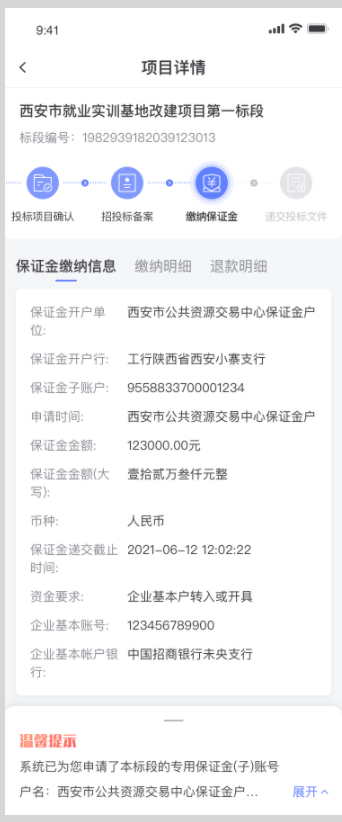 9:41
项目详情
西安市就业实训基地改建项目第一标段
标段编号：1982939182039123013
投标项目确认 招投标备案 缴纳保证金 递交投标文件
保证金缴纳信息 缴纳明细 退款明细
保证金开户单 西安市公共资源交易中心保证金户
位:
保证金开户行: 工行陕西省西安小寨支行
保证金子账户: 9558833700001234
申请时间: 西安市公共资源交易中心保证金户
保证金金额: 123000.00元
保证金金额(大 壹拾贰万叁仟元整
写):
币种: 人民币
保证金递交截止 2021-06-12 12:02:22
时间:
资金要求: 企业基本户转入或开具
企业基本账号: 123456789900
企业基本帐户银 中国招商银行未央支行
行:
温馨提示
系统已为您申请了本标段的专用保证金(子)账号
户名：西安市公共资源交易中心保证金户... 展开